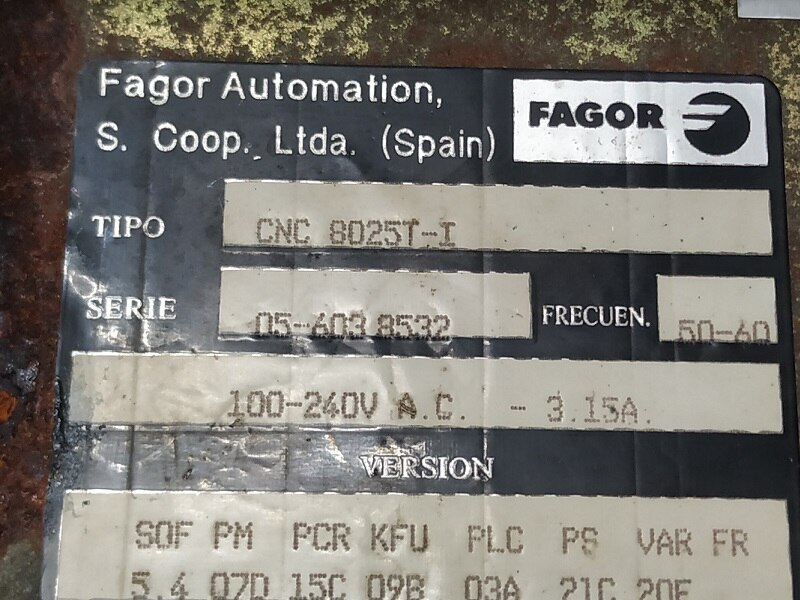 Fagor Automation,
S. Coop. Ltda. (Spain)
FAGOR
TIPO CNC 8025T-I
SERIE 05-603 8532 FRECUEN. 50-60
100-240V A.C. - 3.15A.
VERSION
SOF PM PCR KFU PLC PS VAR FR
5.4 07D 15C 09B 03A 21C 20E